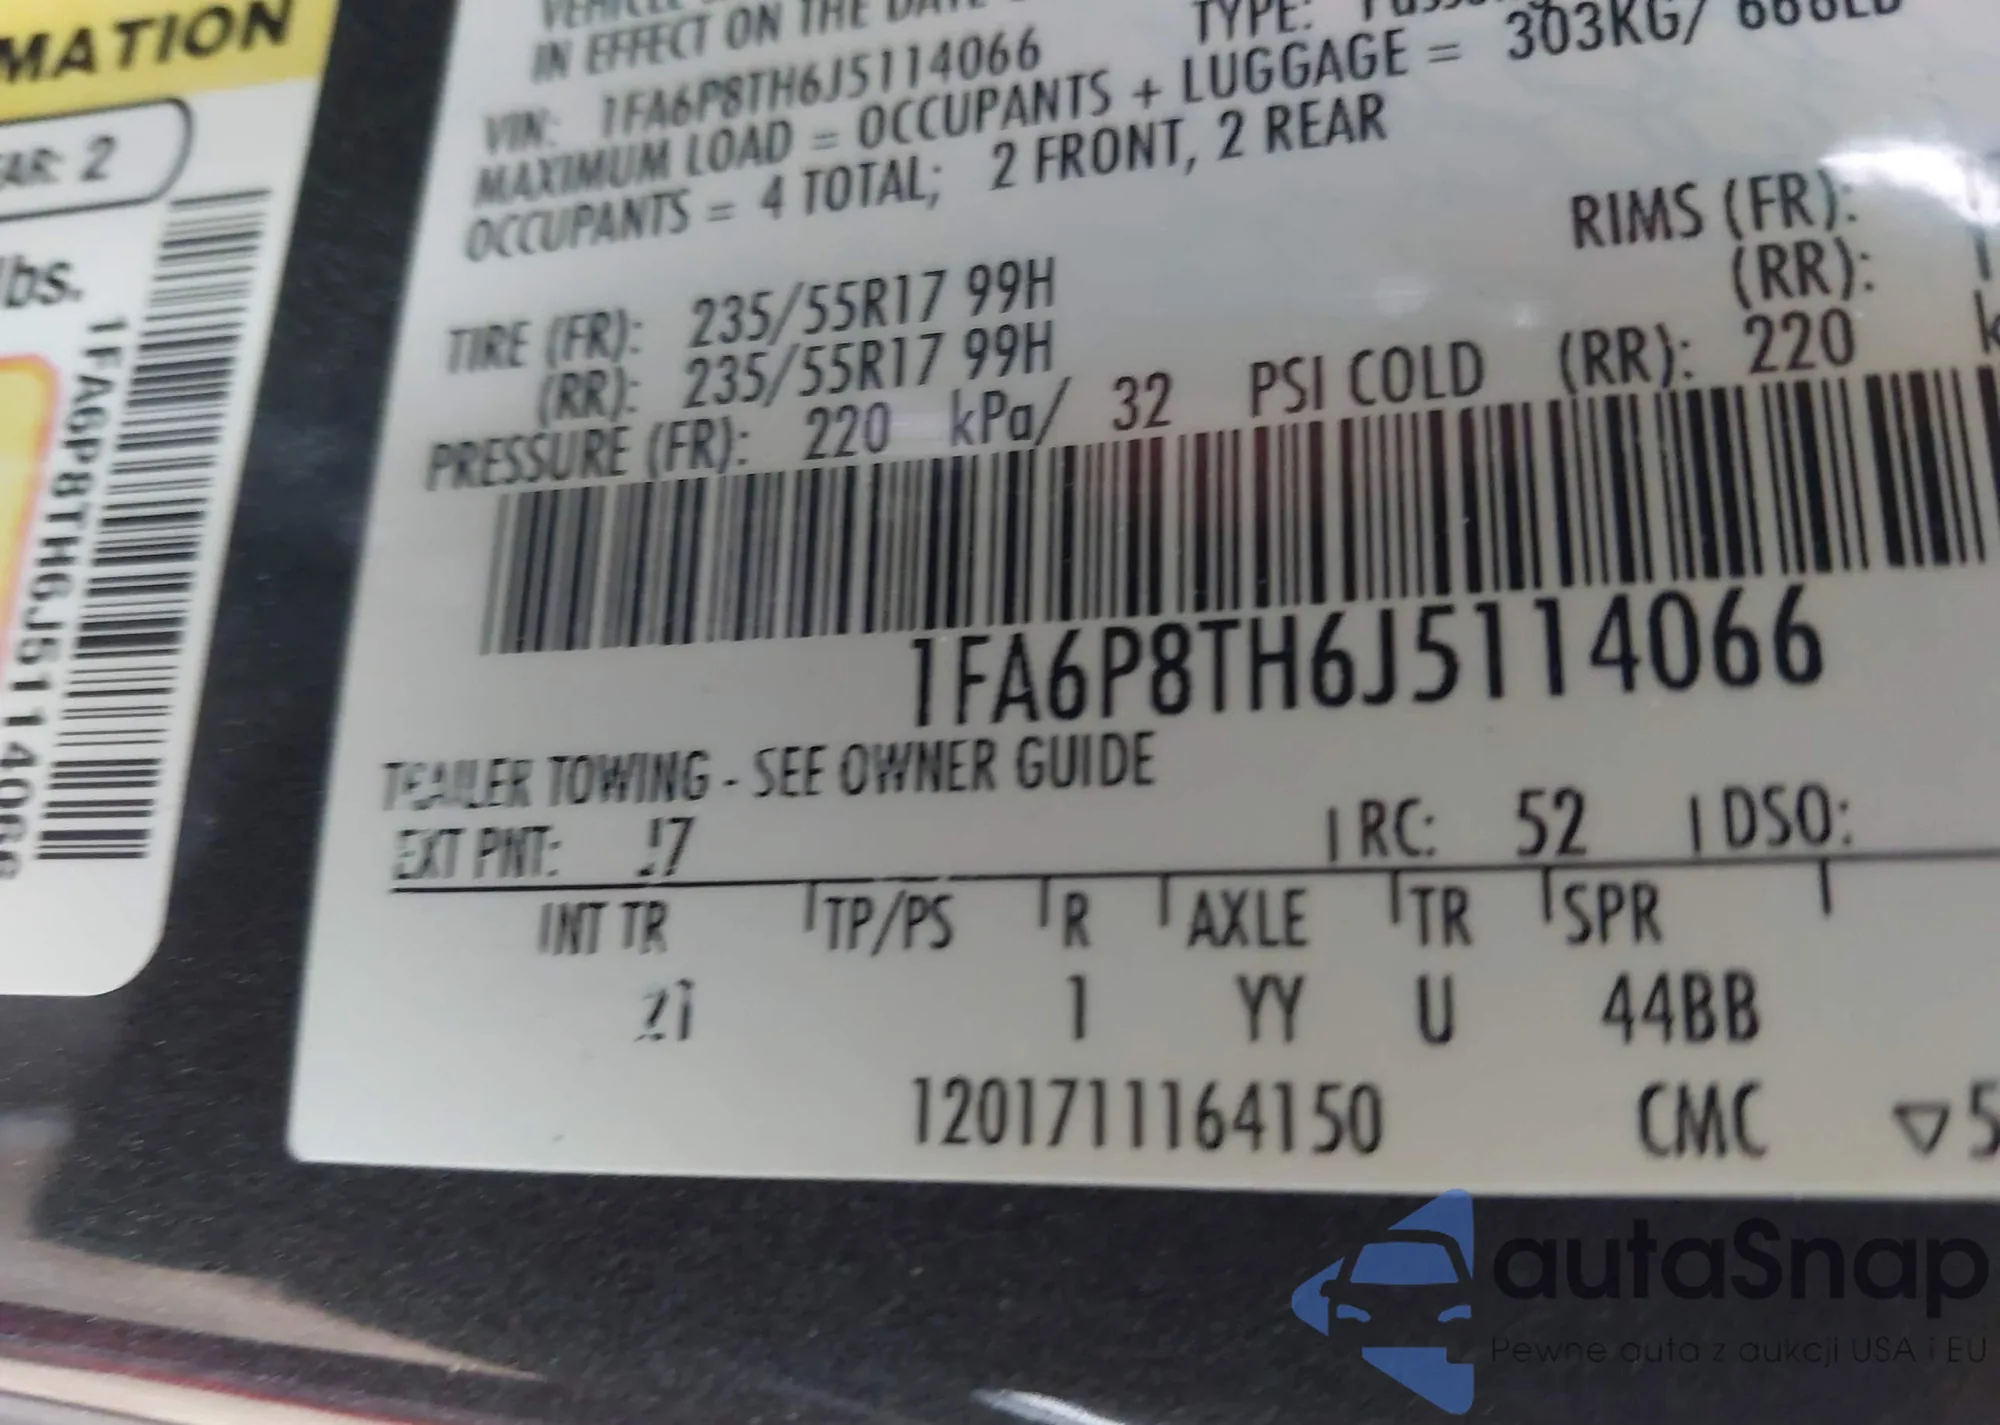 MATION
AR: 2
lbs.
1FA6P8TH6J5114066
IN EFFECT ON THE
TYPE:
VIN: 1FA6P8TH6J5114066
MAXIMUM LOAD = OCCUPANTS + LUGGAGE = 303KG/ 668LB
OCCUPANTS = 4 TOTAL; 2 FRONT, 2 REAR
RIMS (FR):
TIRE (FR): 235/55R17 99H
(RR):
(RR): 235/55R17 99H
PRESSURE (FR): 220 kPa/ 32 PSI COLD (RR): 220
1FA6P8TH6J5114066
TRAILER TOWING - SEE OWNER GUIDE
EXT PNT: RC: 52 DSO:
INT TR TP/PS R AXLE TR SPR
1 YY U 44BB
1201711164150 CMC ▽5
autaSnap
Pewne auta z aukcji USA i EU